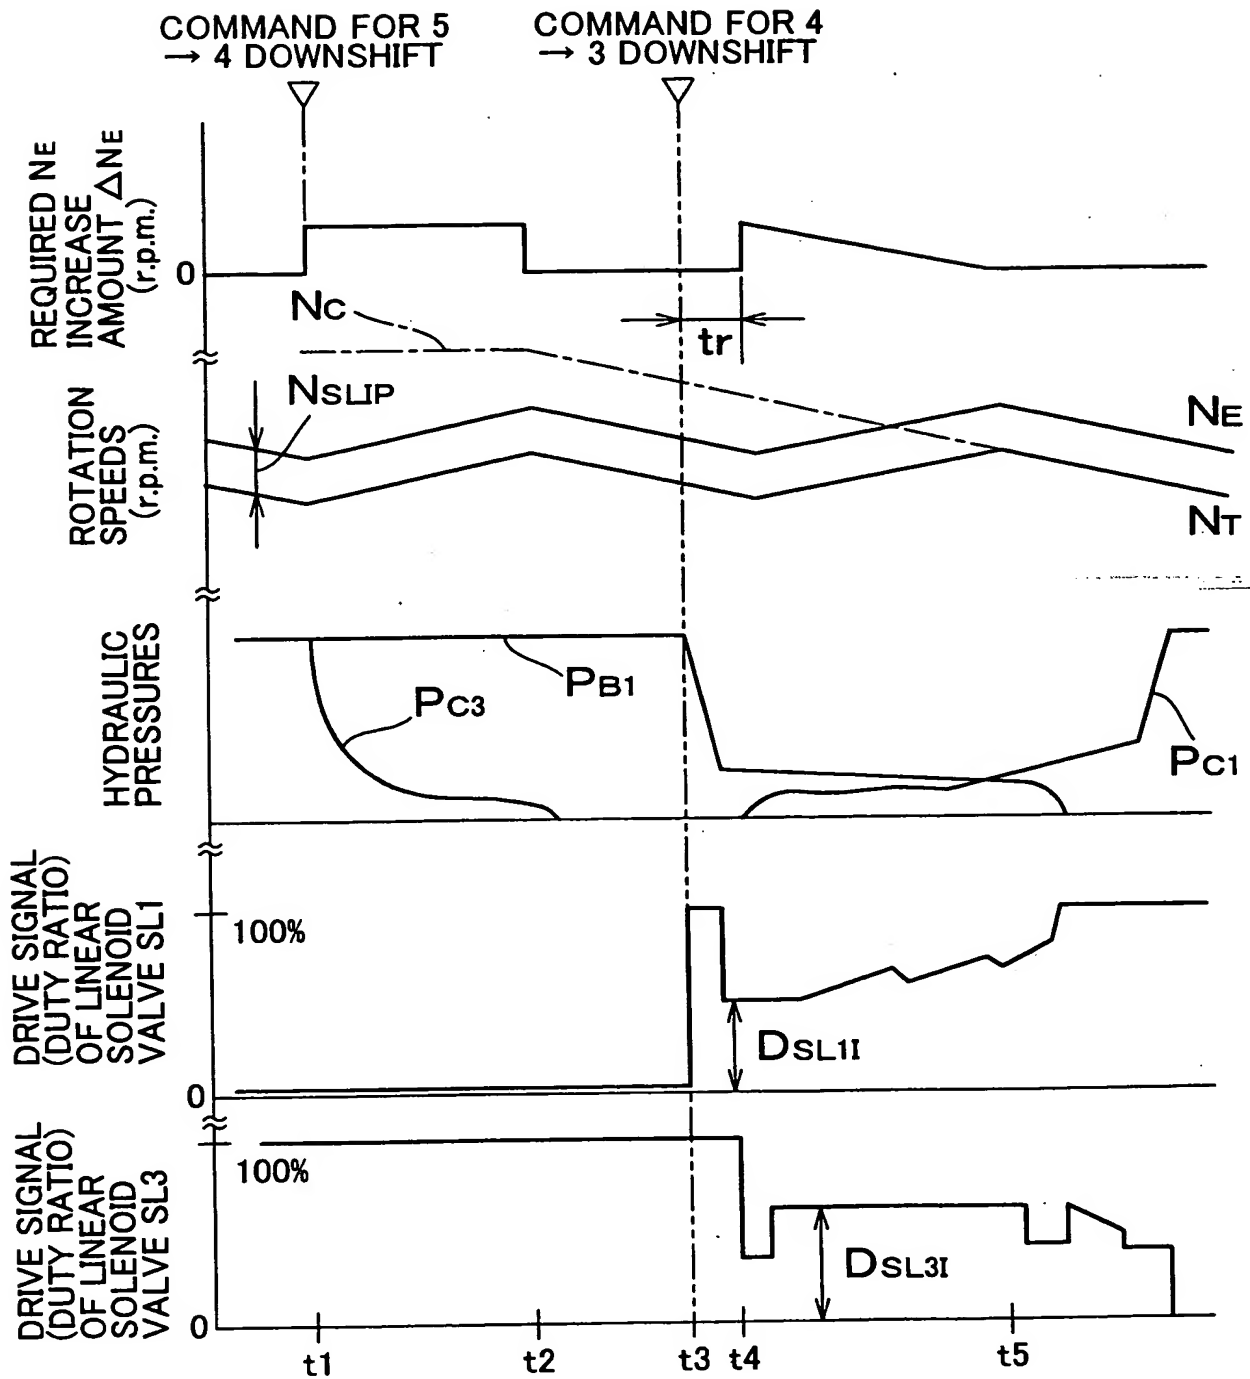 COMMAND FOR 5
→ 4 DOWNSHIFT
COMMAND FOR 4
→ 3 DOWNSHIFT
REQUIRED NE
INCREASE
AMOUNT △NE
(r.p.m.)
0
NC
tr
ROTATION
SPEEDS
(r.p.m.)
NSLIP
NE
NT
HYDRAULIC
PRESSURES
PC3
PB1
PC1
DRIVE SIGNAL
(DUTY RATIO)
OF LINEAR
SOLENOID
VALVE SL1
100%
DSL1I
0
DRIVE SIGNAL
(DUTY RATIO)
OF LINEAR
SOLENOID
VALVE SL3
100%
DSL3I
0
t1
t2
t3
t4
t5